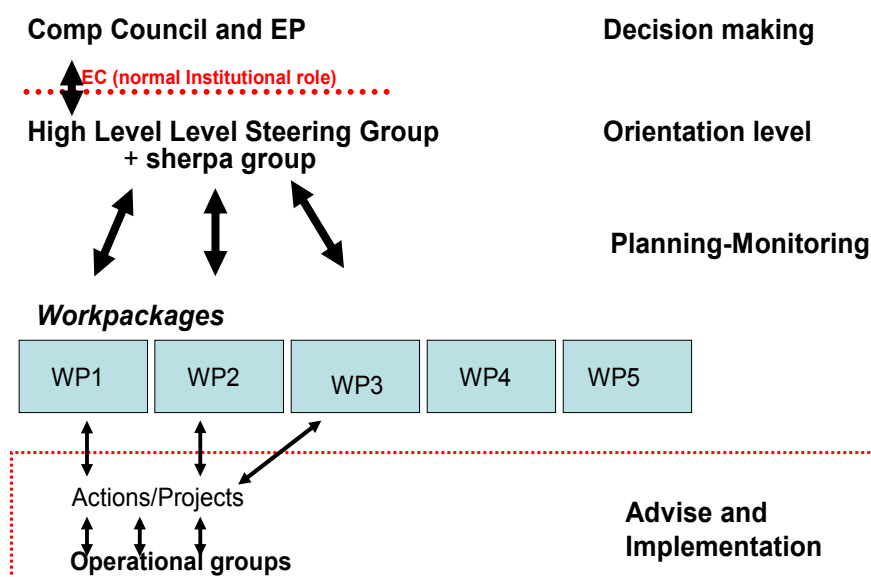 Comp Council and EP
Decision making
EC (normal Institutional role)
High Level Level Steering Group
+ sherpa group
Orientation level
Planning-Monitoring
Workpackages
WP1
WP2
WP3
WP4
WP5
Actions/Projects
Operational groups
Advise and
Implementation